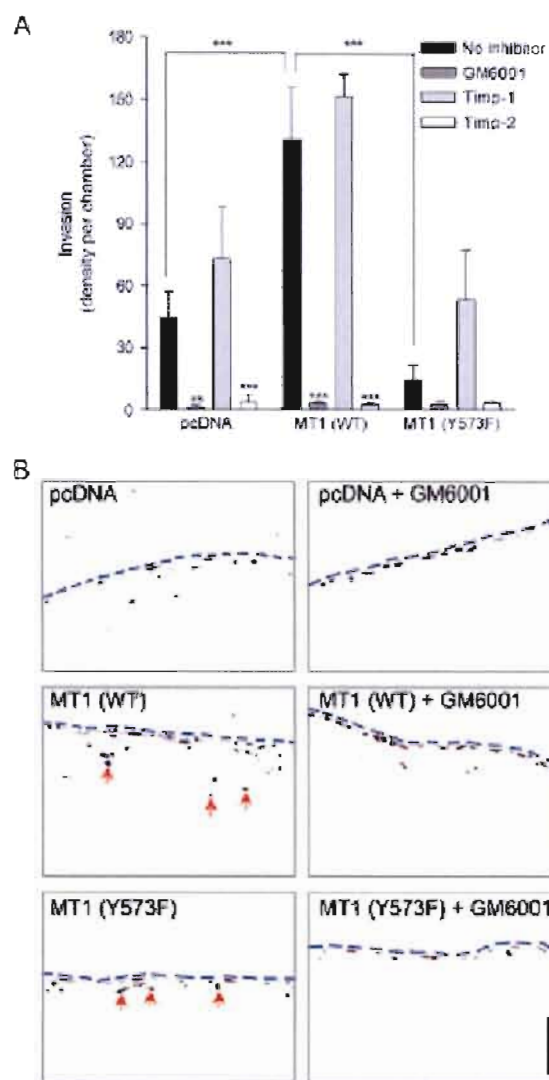 A
180
150
120
90
60
30
0
Invasion
(density per chamber)
***
***
No inhibitor
GM6001
Timp-1
Timp-2
**
***
***
***
pcDNA
MT1 (WT)
MT1 (Y573F)
B
pcDNA
pcDNA + GM6001
MT1 (WT)
MT1 (WT) + GM6001
MT1 (Y573F)
MT1 (Y573F) + GM6001